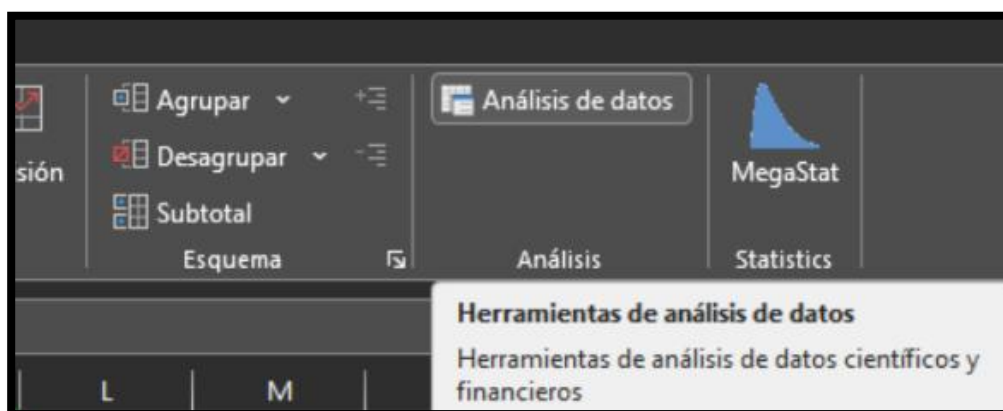 Agrupar
Análisis de datos
sión
Desagrupar
MegaStat
Subtotal
Esquema
Análisis
Statistics
Herramientas de análisis de datos
Herramientas de análisis de datos científicos y
financieros
L
M